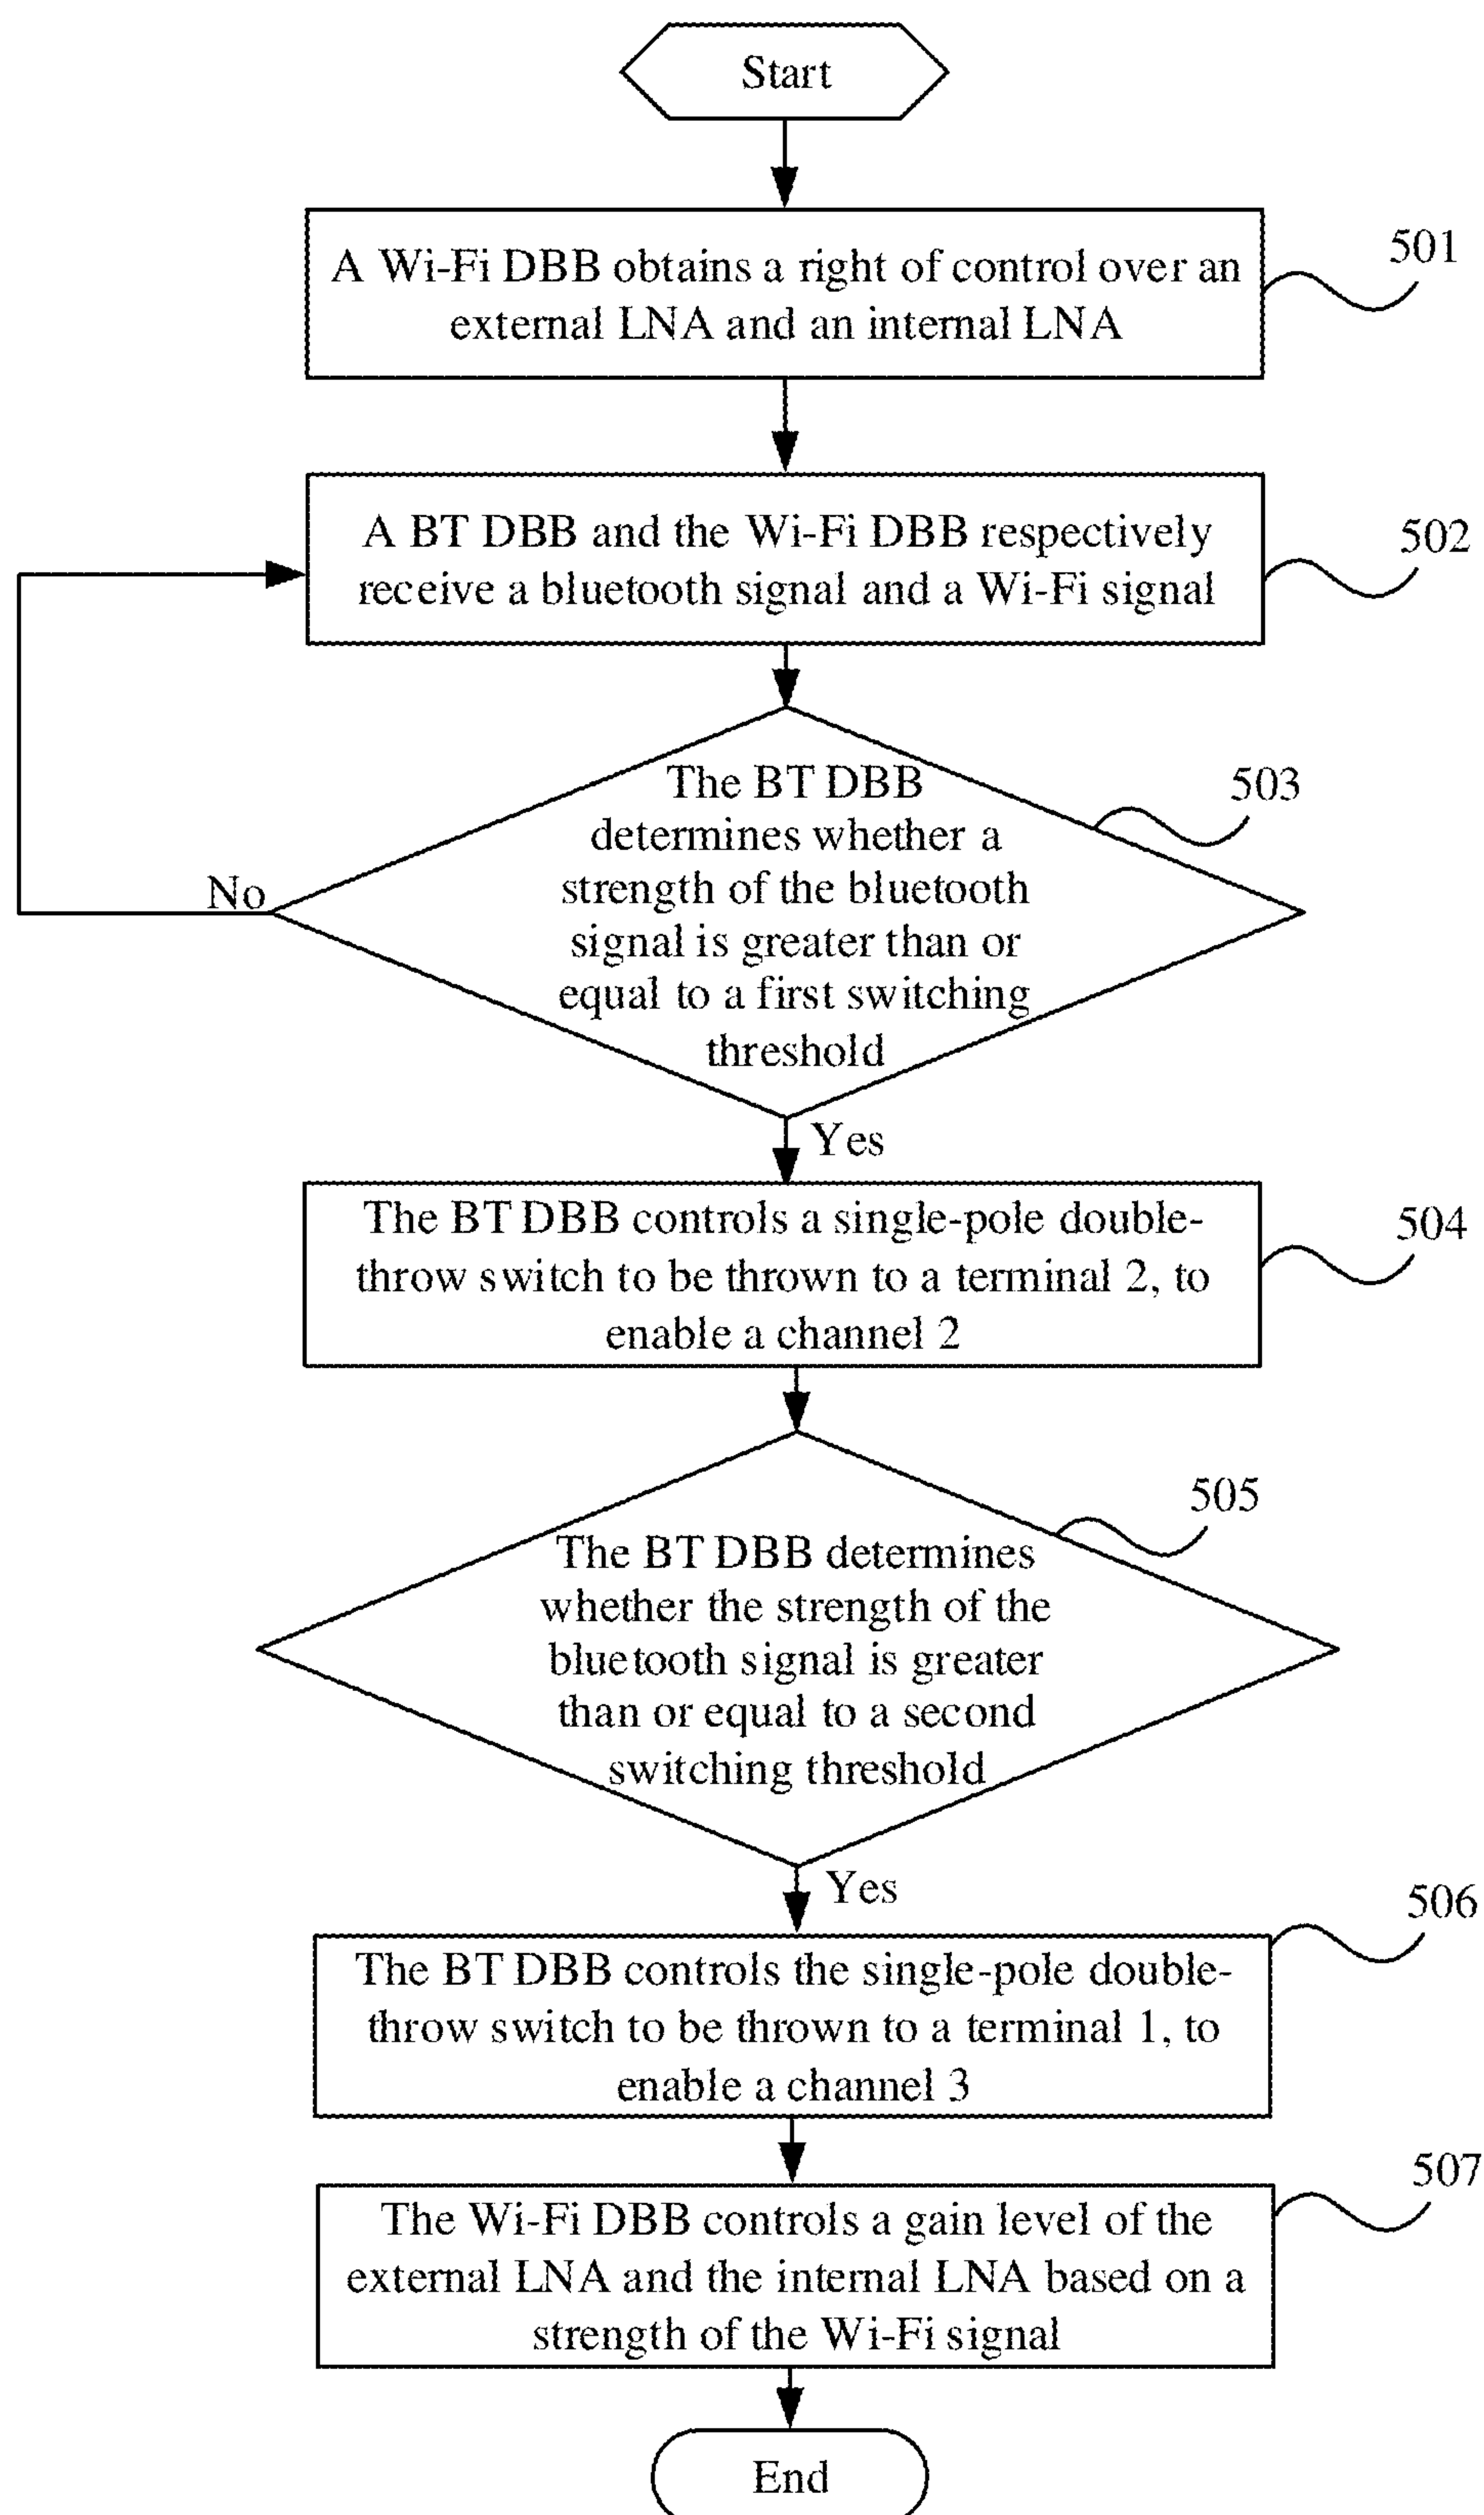 Start
A Wi-Fi DBB obtains a right of control over an
external LNA and an internal LNA
501
A BT DBB and the Wi-Fi DBB respectively
receive a bluetooth signal and a Wi-Fi signal
502
The BT DBB
determines whether a
strength of the bluetooth
signal is greater than or
equal to a first switching
threshold
503
No
Yes
The BT DBB controls a single-pole double-
throw switch to be thrown to a terminal 2, to
enable a channel 2
504
The BT DBB determines
whether the strength of the
bluetooth signal is greater
than or equal to a second
switching threshold
505
Yes
The BT DBB controls the single-pole double-
throw switch to be thrown to a terminal 1, to
enable a channel 3
506
The Wi-Fi DBB controls a gain level of the
external LNA and the internal LNA based on a
strength of the Wi-Fi signal
507
End